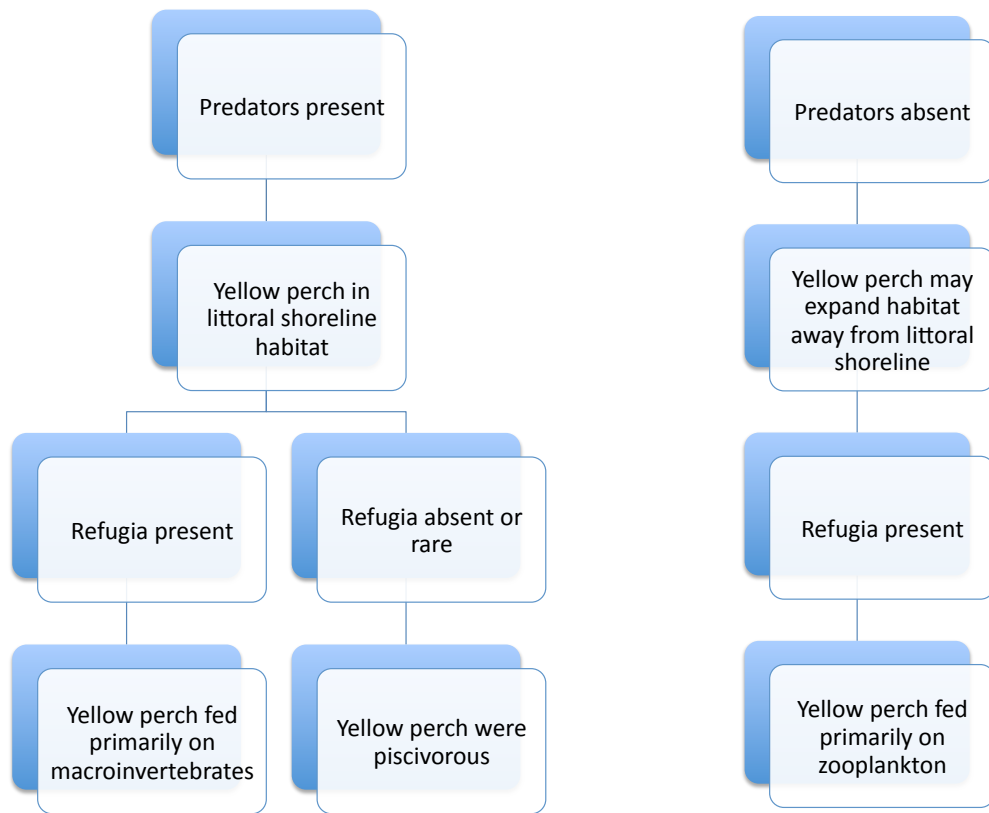 Predators present
Predators absent
Yellow perch in
littoral shoreline
habitat
Yellow perch may
expand habitat
away from littoral
shoreline
Refugia present
Refugia absent or
rare
Refugia present
Yellow perch fed
primarily on
macroinvertebrates
Yellow perch were
piscivorous
Yellow perch fed
primarily on
zooplankton